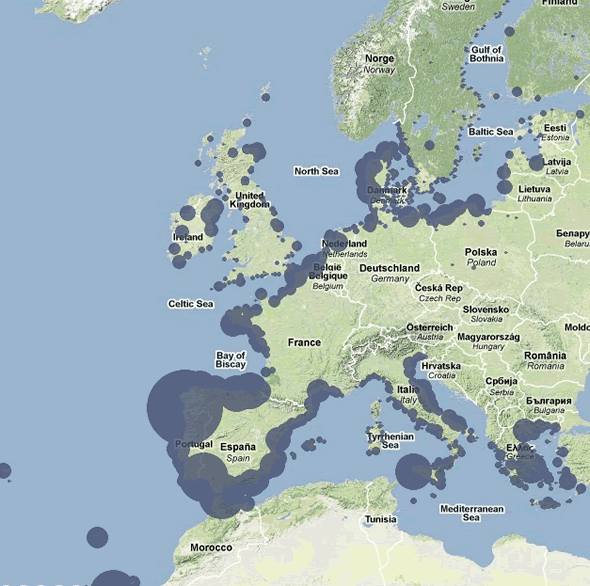 Sweden
Finland
Norge
Norway
Gulf of
Bothnia
Eesti
Estonia
Baltic Sea
Latvija
Latvia
North Sea
Danmark
Denmark
Lietuva
Lithuania
United
Kingdom
Ireland
Nederland
Netherlands
Беларус
Belaru
Polska
Poland
België
Belgique
Belgium
Deutschland
Germany
Česká Rep
Czech Rep
Celtic Sea
Slovensko
Slovakia
Österreich
Austria
Magyarország
Hungary
Moldo
France
Bay of
Biscay
Hrvatska
Croatia
România
Romania
Italia
Italy
Србија
Serbia
България
Bulgaria
Portugal
España
Spain
Tyrrhenian
Sea
Ελλάς
Greece
Mediterranean
Sea
Tunisia
Morocco